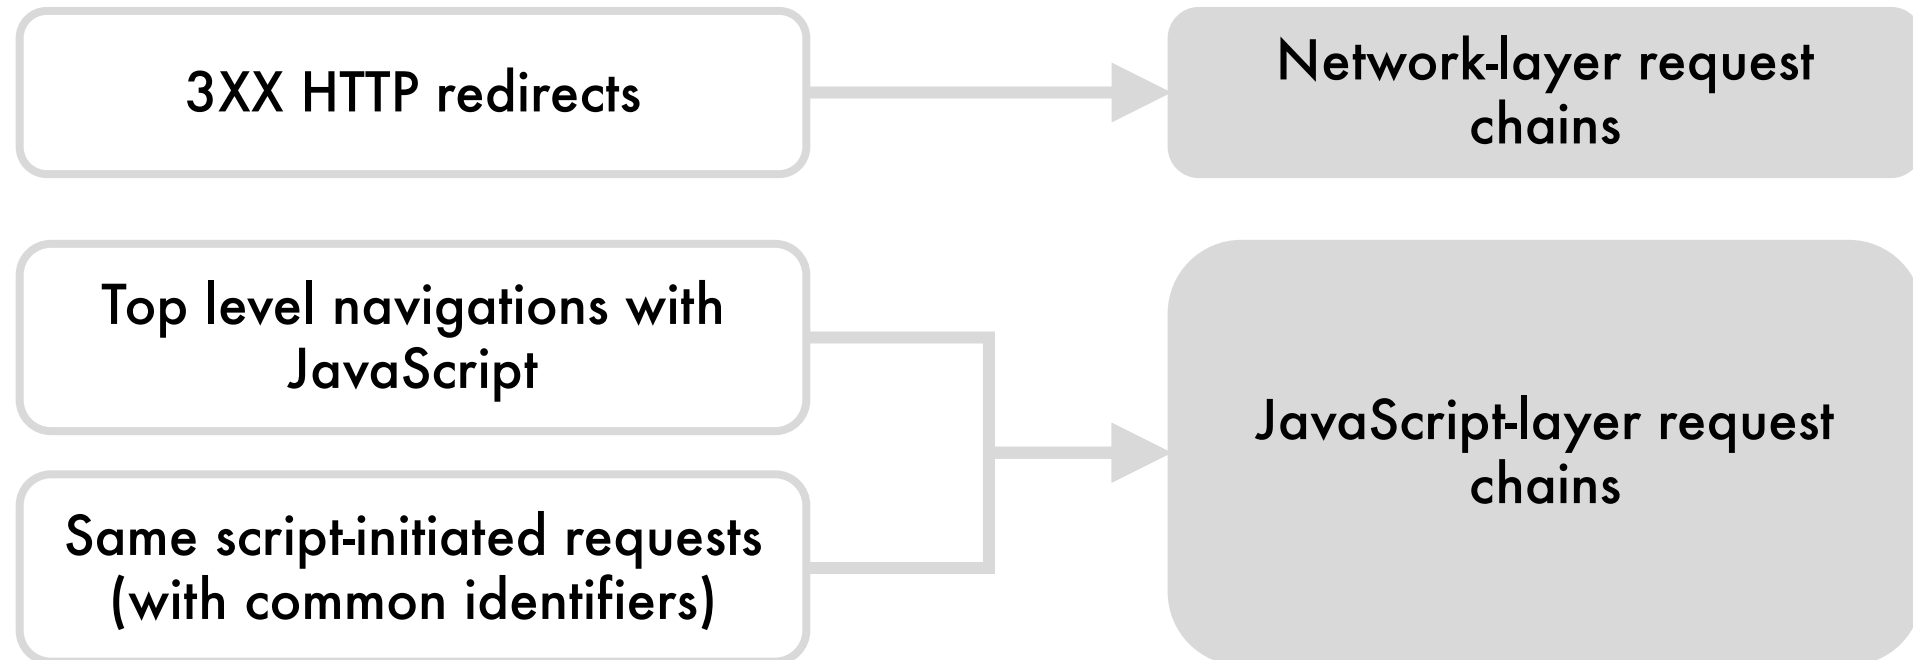 3XX HTTP redirects
Network-layer request
chains
Top level navigations with
JavaScript
Same script-initiated requests
(with common identifiers)
JavaScript-layer request
chains